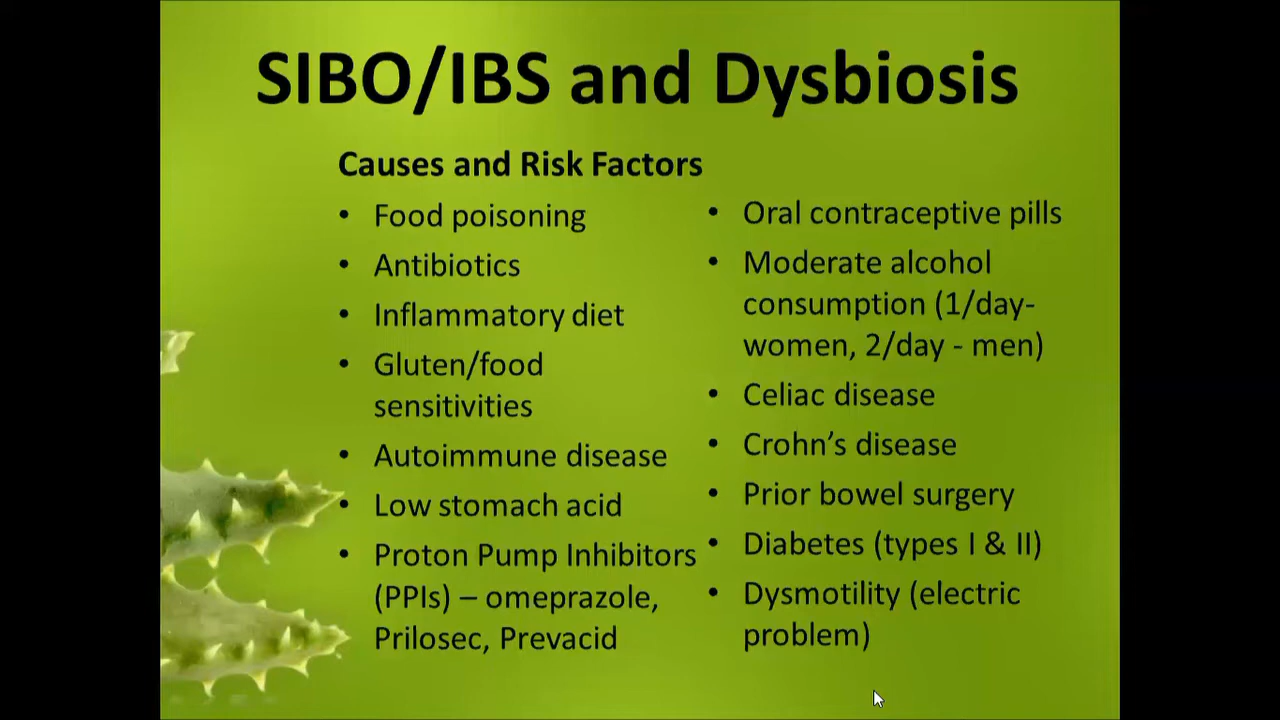 SIBO/IBS and Dysbiosis
Causes and Risk Factors
• Food poisoning
• Antibiotics
• Inflammatory diet
• Gluten/food
sensitivities
• Autoimmune disease
• Low stomach acid
• Proton Pump Inhibitors
(PPIs) – omeprazole,
Prilosec, Prevacid
• Oral contraceptive pills
• Moderate alcohol
consumption (1/day-
women, 2/day - men)
• Celiac disease
• Crohn’s disease
• Prior bowel surgery
• Diabetes (types I & II)
• Dysmotility (electric
problem)